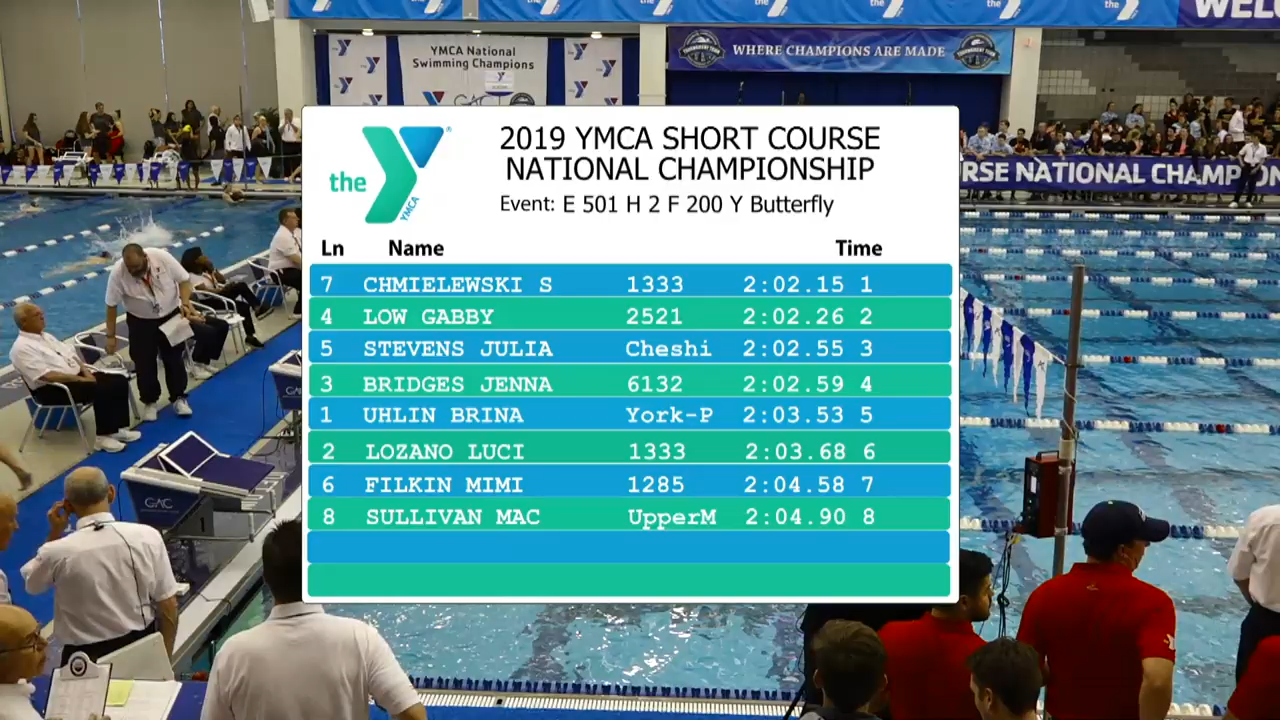 WELC
YMCA National
Swimming Champions
WHERE CHAMPIONS ARE MADE
RSE NATIONAL CHAMP
the YMCA
2019 YMCA SHORT COURSE
NATIONAL CHAMPIONSHIP
Event: E 501 H 2 F 200 Y Butterfly
Ln Name Time
7 CHMIELEWSKI S 1333 2:02.15 1
4 LOW GABBY 2521 2:02.26 2
5 STEVENS JULIA Cheshi 2:02.55 3
3 BRIDGES JENNA 6132 2:02.59 4
1 UHLIN BRINA York-P 2:03.53 5
2 LOZANO LUCI 1333 2:03.68 6
6 FILKIN MIMI 1285 2:04.58 7
8 SULLIVAN MAC UpperM 2:04.90 8
GAC